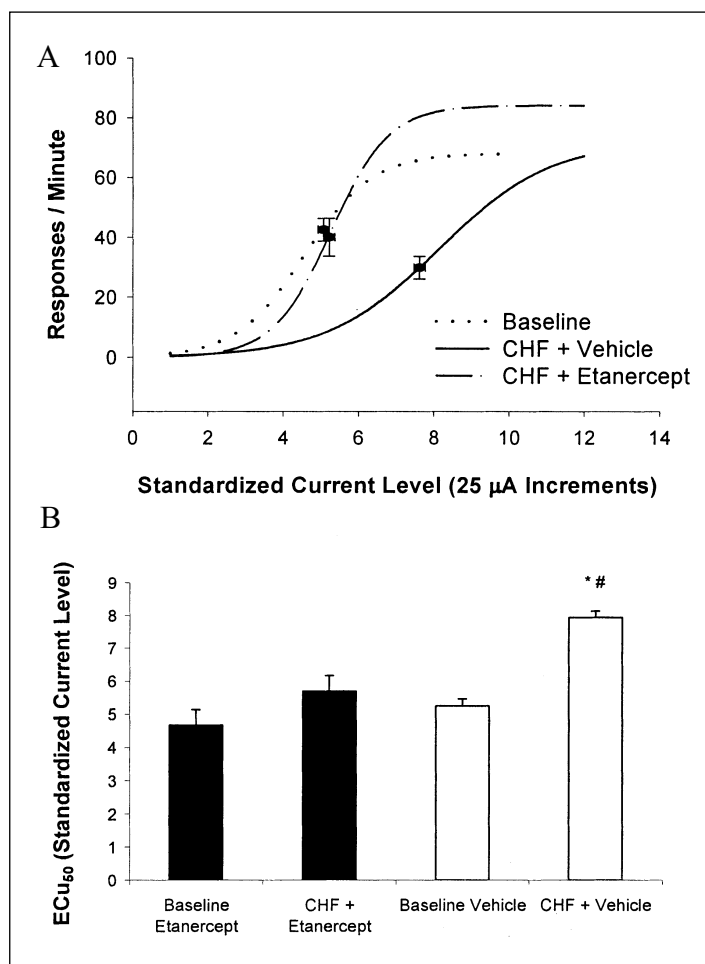 A
100
80
60
40
20
0
Responses / Minute
Baseline
CHF + Vehicle
CHF + Etanercept
0 2 4 6 8 10 12 14
Standardized Current Level (25 µA Increments)
B
ECu₅₀ (Standardized Current Level)
9
8
7
6
5
4
3
2
1
0
* #
Baseline Etanercept
CHF + Etanercept
Baseline Vehicle
CHF + Vehicle